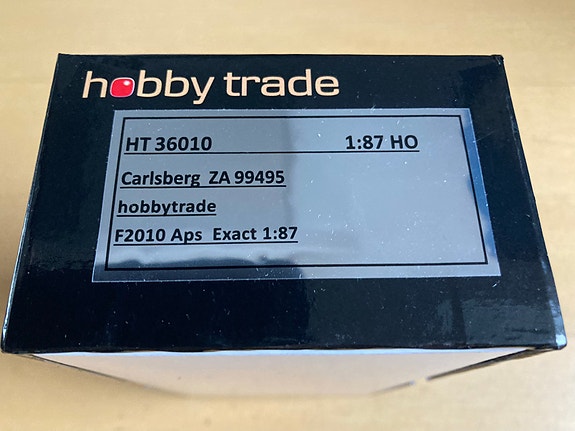 hobby trade
HT 36010 1:87 HO
Carlsberg ZA 99495
hobbytrade
F2010 Aps Exact 1:87